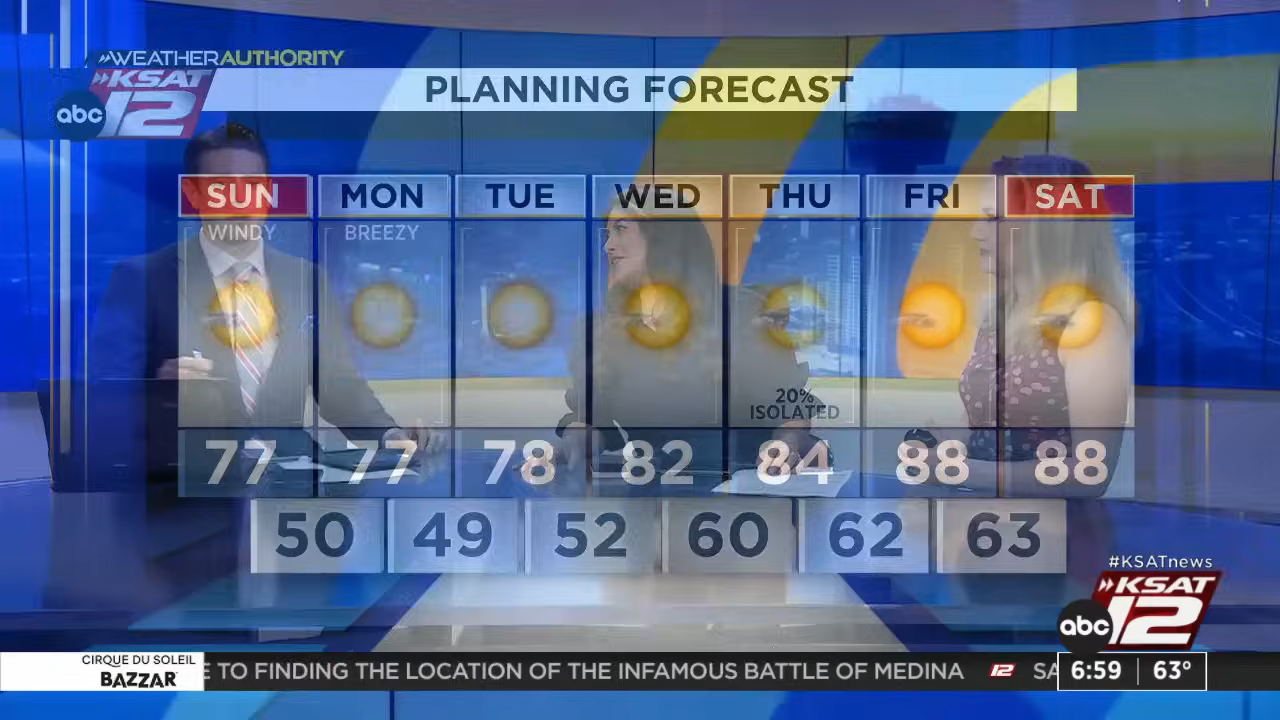 WEATHERAUTHORITY
KSAT
abc 12
PLANNING FORECAST
SUN MON TUE WED THU FRI SAT
WINDY BREEZY
20%
ISOLATED
77 77 78 82 84 88 88
50 49 52 60 62 63
#KSATnews
KSAT
abc 12
CIRQUE DU SOLEIL
BAZZAR
E TO FINDING THE LOCATION OF THE INFAMOUS BATTLE OF MEDINA 12 SA
6:59 63°